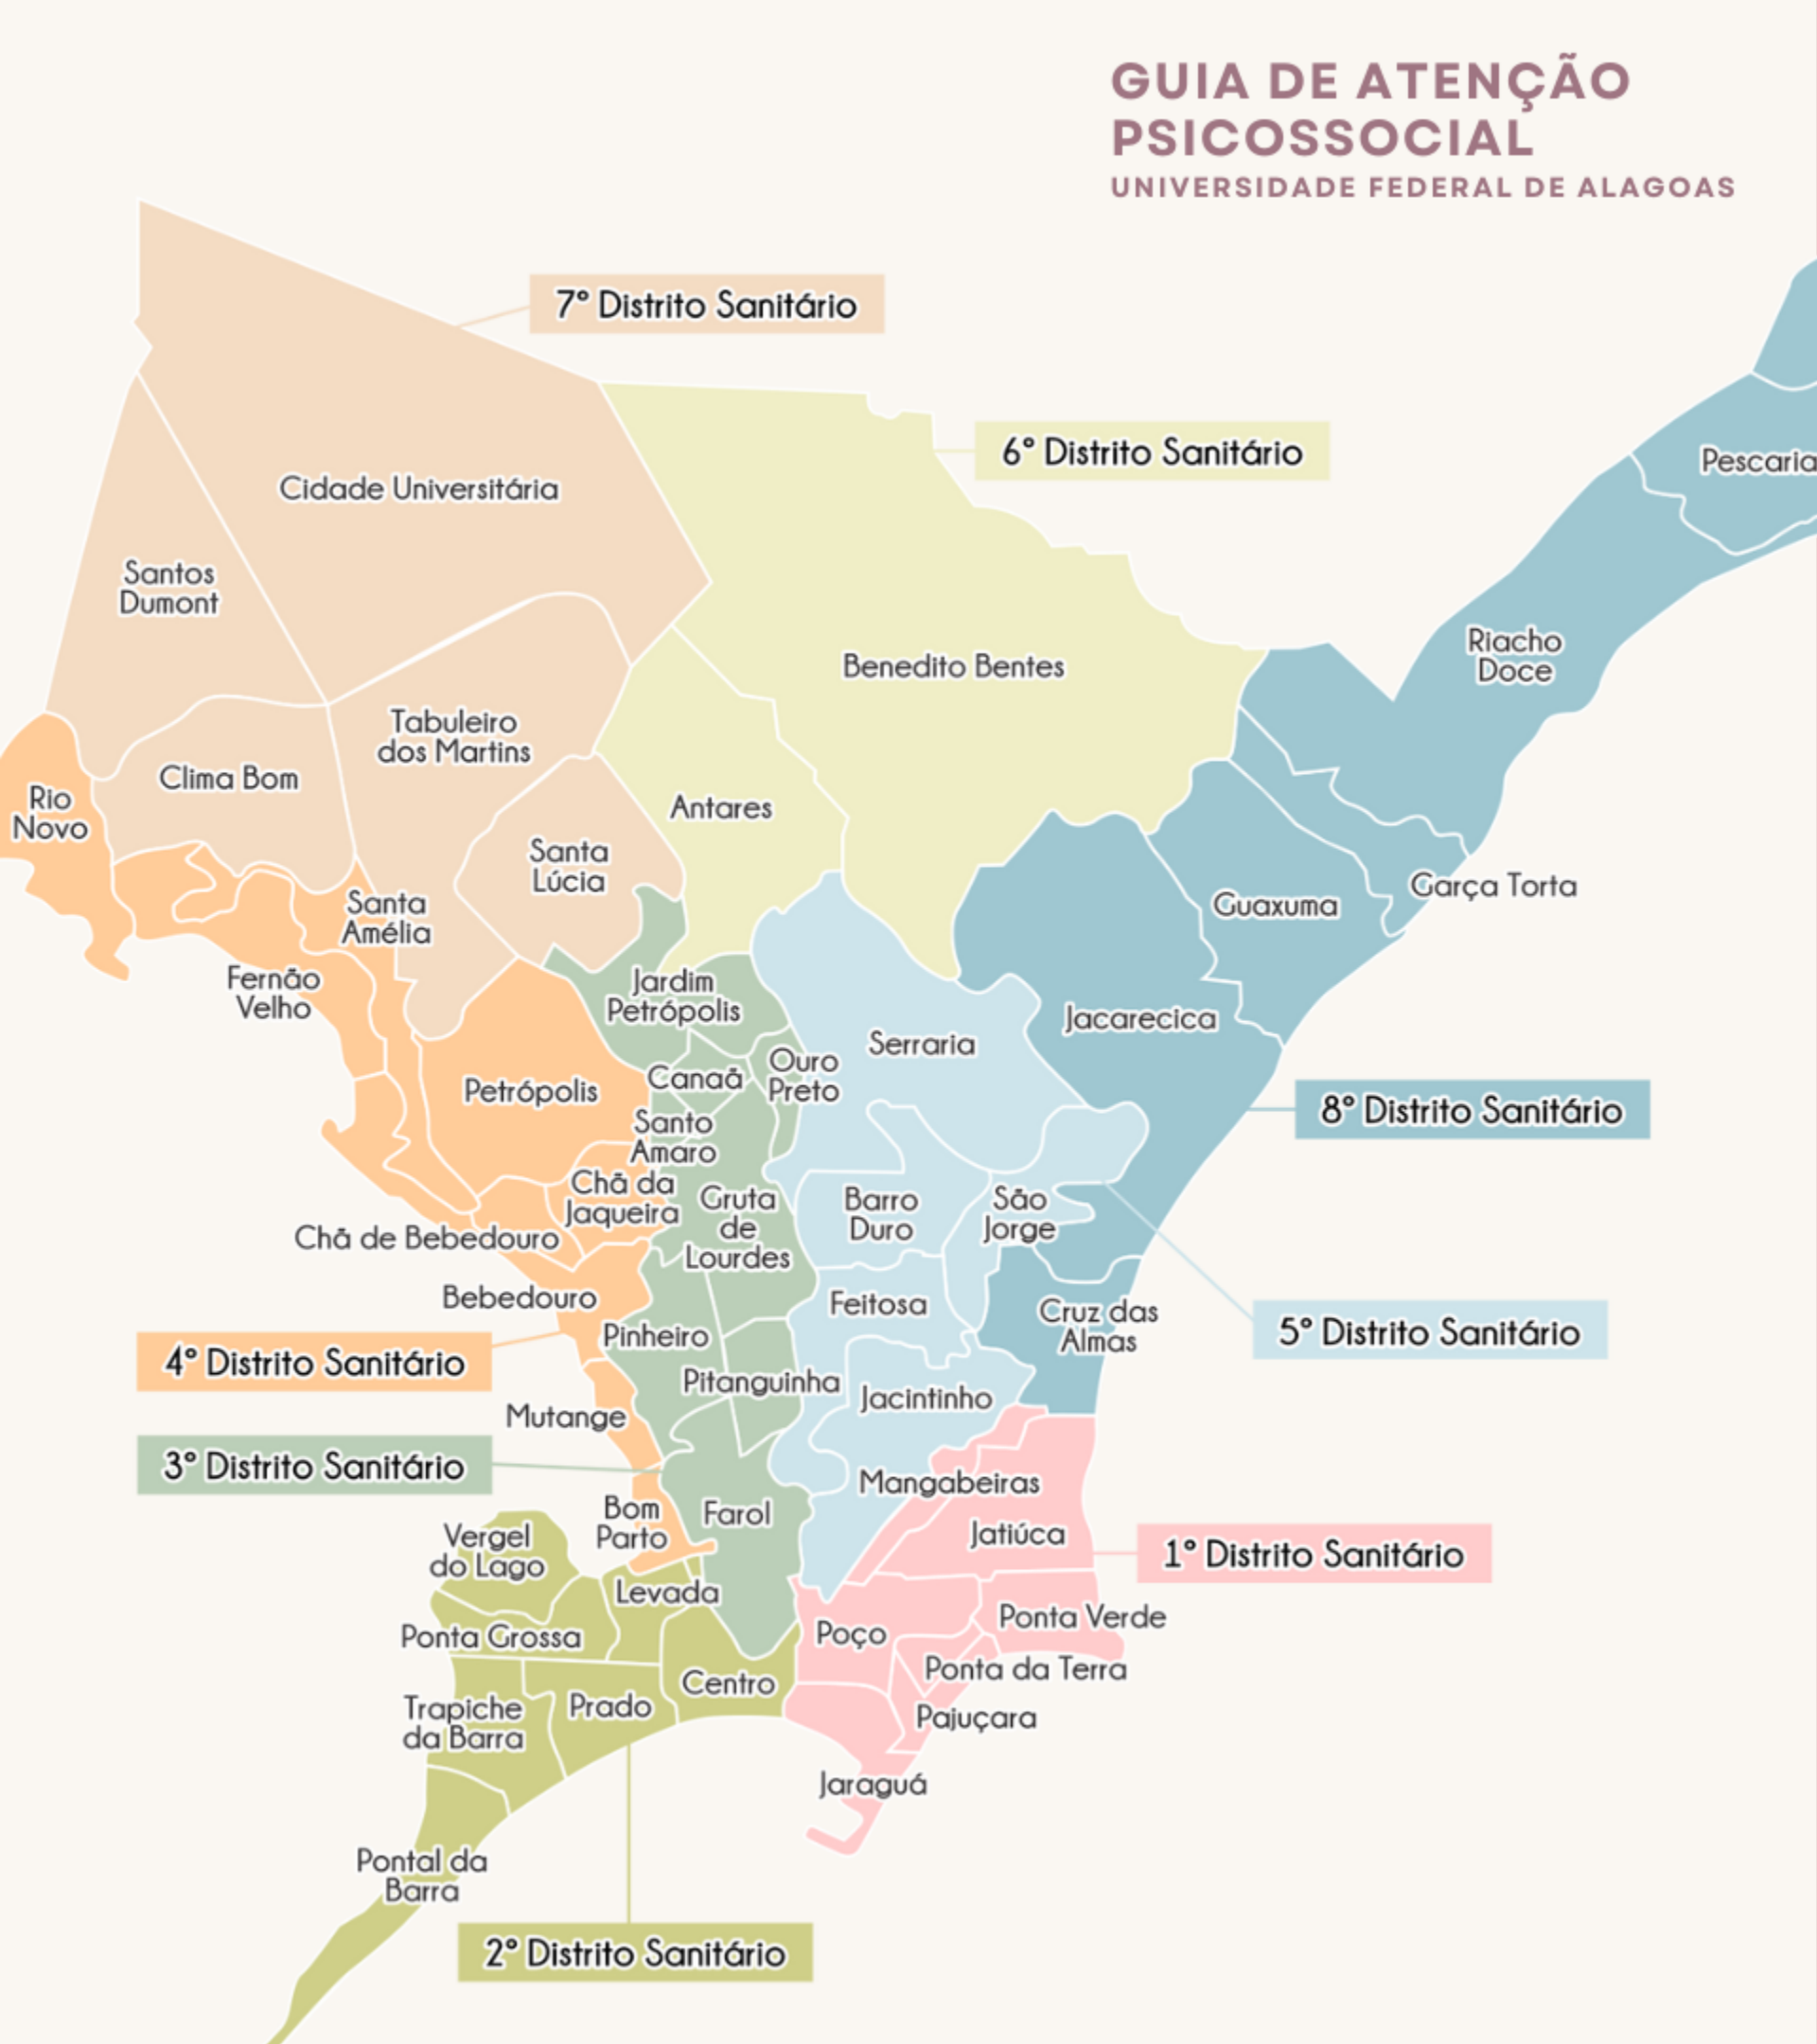 GUIA DE ATENÇÃO
PSICOSSOCIAL
UNIVERSIDADE FEDERAL DE ALAGOAS
7° Distrito Sanitário
6° Distrito Sanitário
Pescaria
Cidade Universitária
Santos
Dumont
Riacho
Doce
Benedito Bentes
Tabuleiro
dos Martins
Clima Bom
Rio
Novo
Antares
Santa
Lúcia
Garça Torta
Guaxuma
Santa
Amélia
Fernão
Velho
Jardim
Petrópolis
Jacarecica
Serraria
Ouro
Preto
Canaã
Petrópolis
8° Distrito Sanitário
Santo
Amaro
Chã da
Jaqueira
Gruta
de
Lourdes
Barro
Duro
São
Jorge
Chã de Bebedouro
Bebedouro
Feitosa
Cruz das
Almas
5° Distrito Sanitário
Pinheiro
4° Distrito Sanitário
Pitanguinha
Jacintinho
Mutange
3° Distrito Sanitário
Mangabeiras
Bom
Parto
Farol
Jatiúca
Vergel
do Lago
1° Distrito Sanitário
Levada
Ponta Verde
Ponta Grossa
Poço
Ponta da Terra
Centro
Trapiche
da Barra
Prado
Pajuçara
Jaraguá
Pontal da
Barra
2° Distrito Sanitário